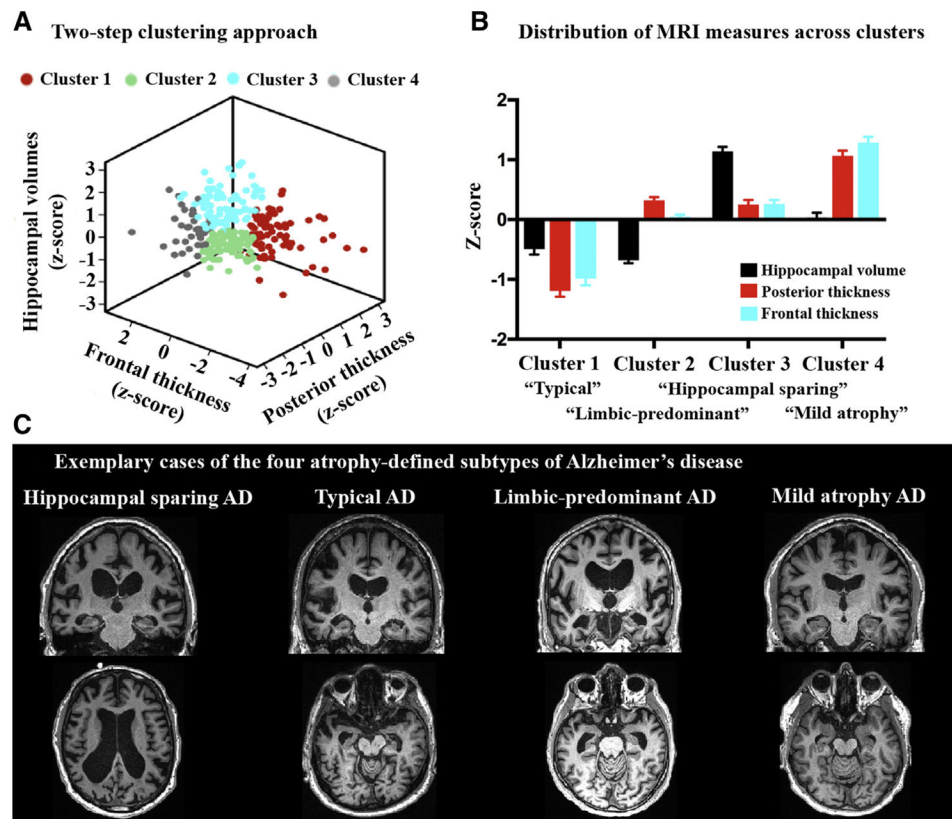 A
Two-step clustering approach
Cluster 1 Cluster 2 Cluster 3 Cluster 4
Hippocampal volumes
(z-score)
3
2
1
0
-1
-2
-3
2 0 -2 -4
Frontal thickness
(z-score)
-3 -2 -1 0 1 2 3
Posterior thickness
(z-score)
B
Distribution of MRI measures across clusters
Z-score
2
1
0
-1
-2
Hippocampal volume
Posterior thickness
Frontal thickness
Cluster 1 Cluster 2 Cluster 3 Cluster 4
“Typical” “Hippocampal sparing”
“Limbic-predominant” “Mild atrophy”
C
Exemplary cases of the four atrophy-defined subtypes of Alzheimer’s disease
Hippocampal sparing AD Typical AD Limbic-predominant AD Mild atrophy AD